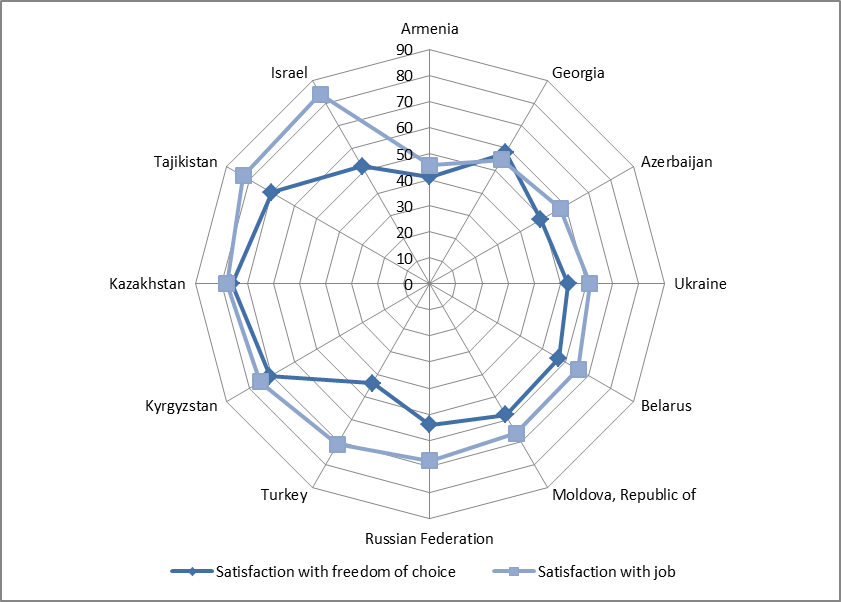 Armenia
90
80
70
60
50
40
30
20
10
0
Georgia
Azerbaijan
Ukraine
Belarus
Moldova, Republic of
Russian Federation
Turkey
Kyrgyzstan
Kazakhstan
Tajikistan
Israel
Satisfaction with freedom of choice
Satisfaction with job